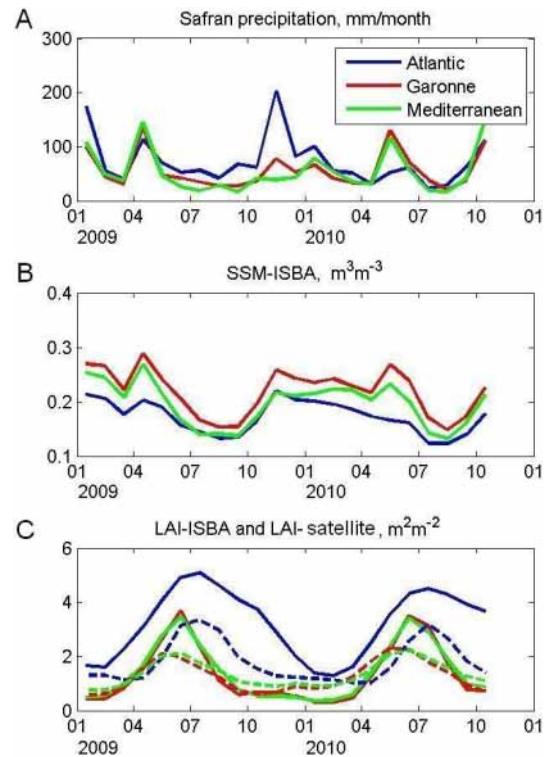 A
Safran precipitation, mm/month
300
200
100
0
Atlantic
Garonne
Mediterranean
01 04 07 10 01 04 07 10 01
2009 2010
B
SSM-ISBA, m³m⁻³
0.4
0.3
0.2
0.1
01 04 07 10 01 04 07 10 01
2009 2010
C
LAI-ISBA and LAI-satellite, m²m⁻²
6
4
2
0
01 04 07 10 01 04 07 10 01
2009 2010